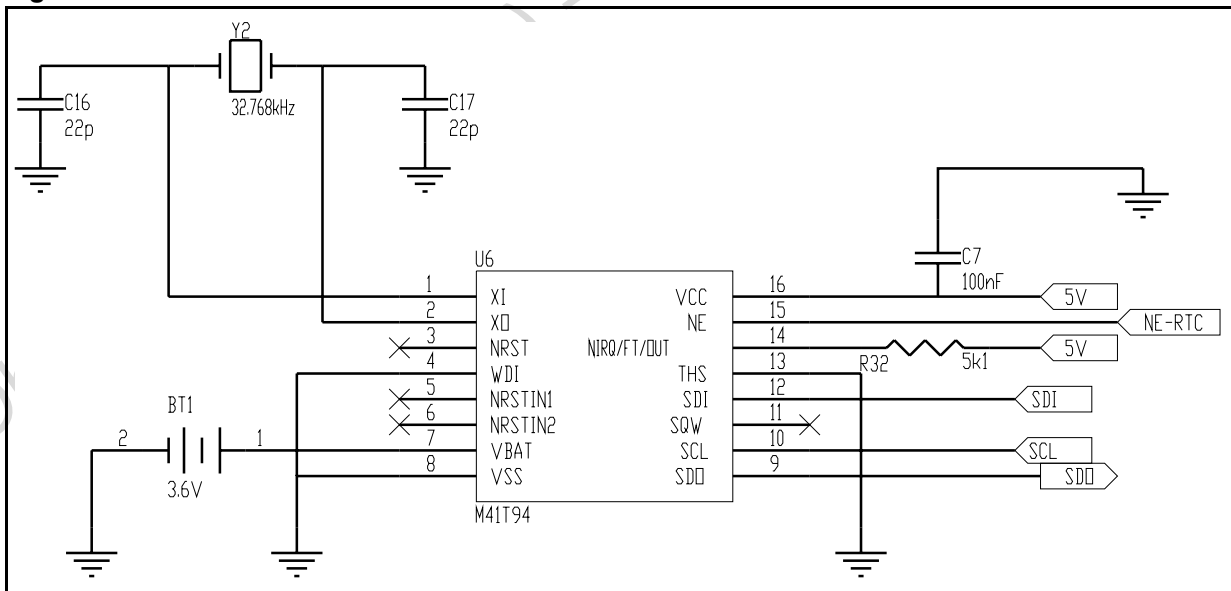 Y2
32.768kHz
C16
22p
C17
22p
C7
100nF
U6
1 XI VCC 16 5V
2 XO NE 15 NE-RTC
3 NRST NIRQ/FT/OUT 14 R32 5k1 5V
4 WDI THS 13
5 NRSTIN1 SDI 12 SDI
6 NRSTIN2 SQW 11
7 VBAT SCL 10 SCL
8 VSS SDO 9 SDO
M41T94
BT1
2 1
3.6V